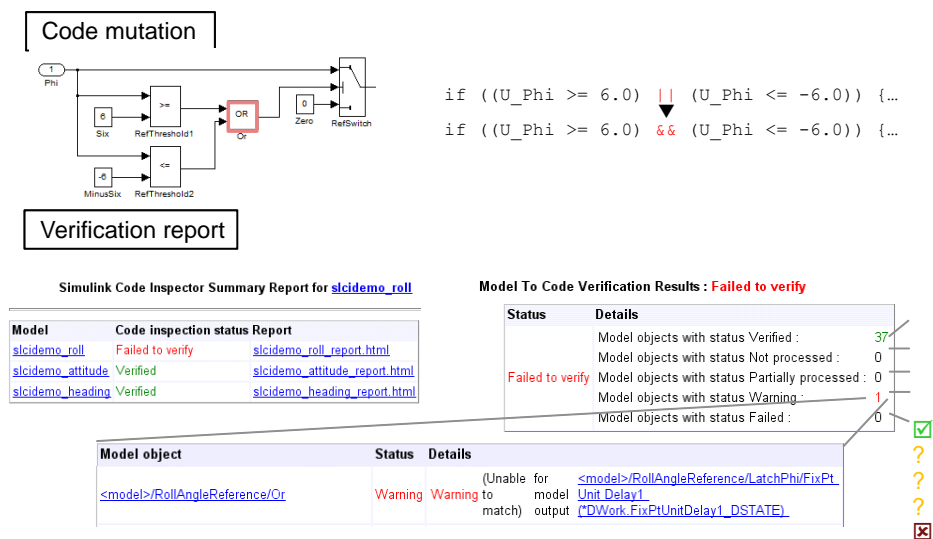 Code mutation
1
Phi
6
Six
>=
RefThreshold1
OR
Or
0
Zero
RefSwitch
-6
MinusSix
<=
RefThreshold2
if ((U_Phi >= 6.0) || (U_Phi <= -6.0)) {…
if ((U_Phi >= 6.0) && (U_Phi <= -6.0)) {…
Verification report
Simulink Code Inspector Summary Report for slcidemo_roll
Model Code inspection status Report
slcidemo_roll Failed to verify slcidemo_roll_report.html
slcidemo_attitude Verified slcidemo_attitude_report.html
slcidemo_heading Verified slcidemo_heading_report.html
Model To Code Verification Results : Failed to verify
Status Details
Failed to verify
Model objects with status Verified : 37
Model objects with status Not processed : 0
Model objects with status Partially processed : 0
Model objects with status Warning : 1
Model objects with status Failed : 0
?
?
?
Model object Status Details
<model>/RollAngleReference/Or Warning Warning
(Unable for
to model
match) output
<model>/RollAngleReference/LatchPhi/FixPt
Unit Delay1
(*DWork.FixPtUnitDelay1_DSTATE)